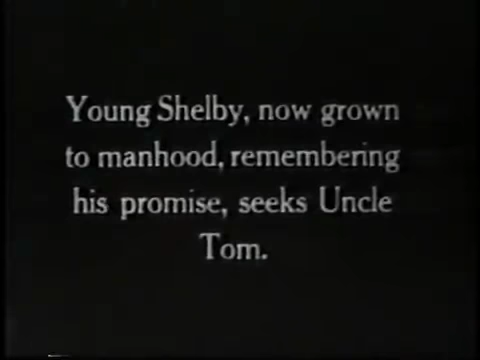 Young Shelby, now grown
to manhood, remembering
his promise, seeks Uncle
Tom.